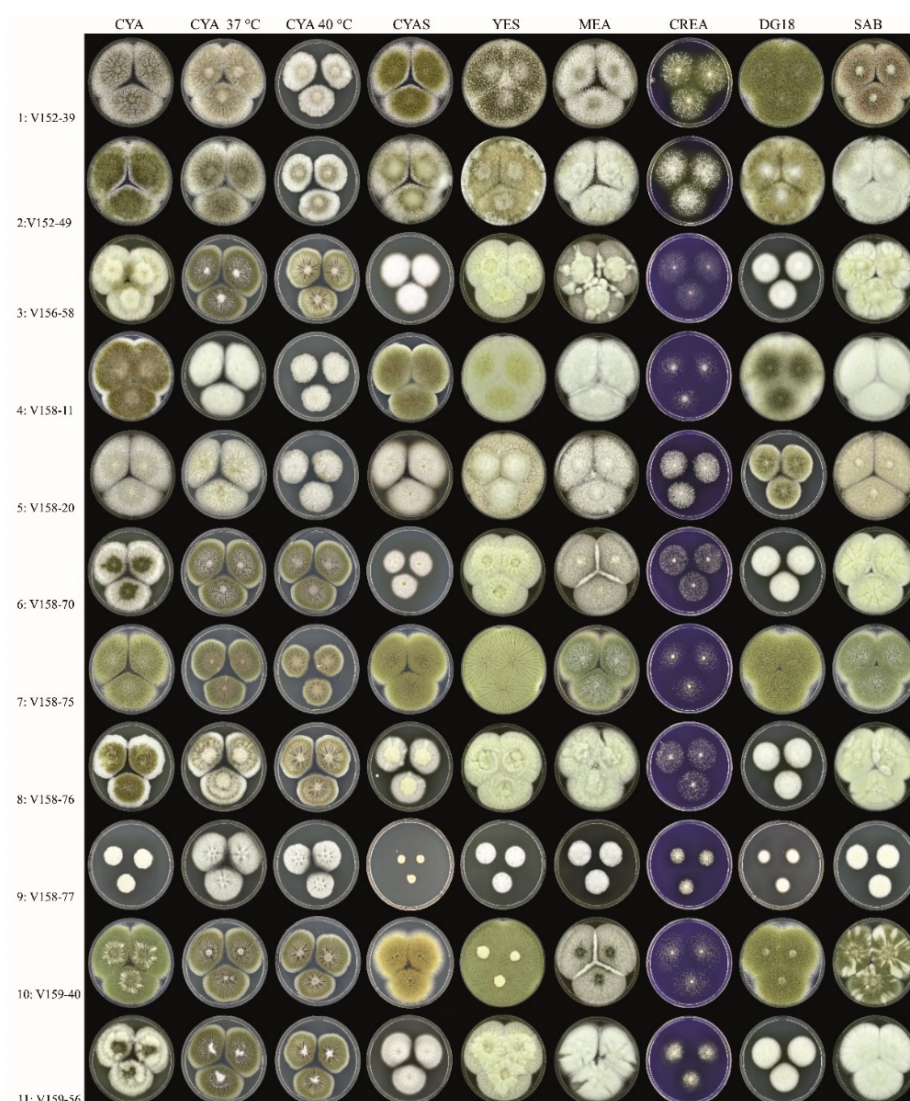 CYA CYA 37 °C CYA 40 °C CYAS YES MEA CREA DG18 SAB
1: V152-39
2:V152-49
3: V156-58
4: V158-11
5: V158-20
6: V158-70
7: V158-75
8: V158-76
9: V158-77
10: V159-40
11: V159-56